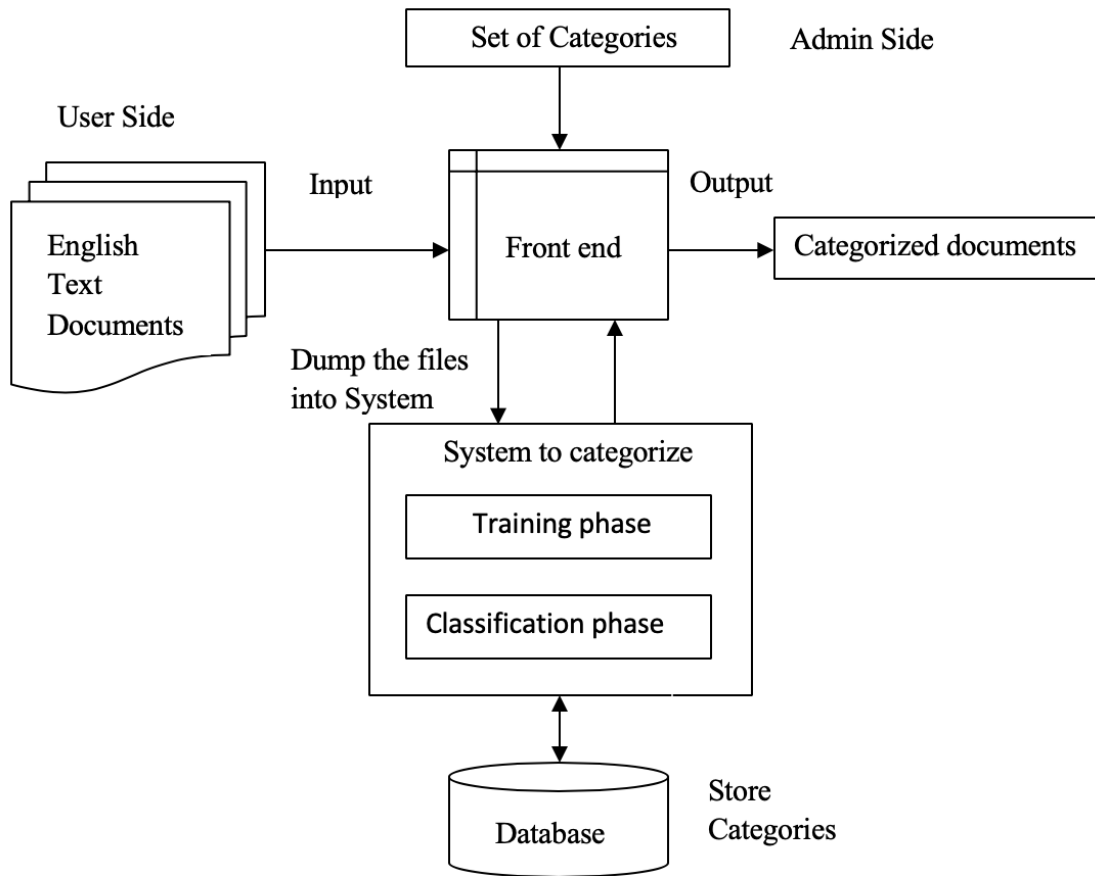 Set of Categories
Admin Side
User Side
Input
Output
English
Text
Documents
Front end
Categorized documents
Dump the files
into System
System to categorize
Training phase
Classification phase
Database
Store
Categories